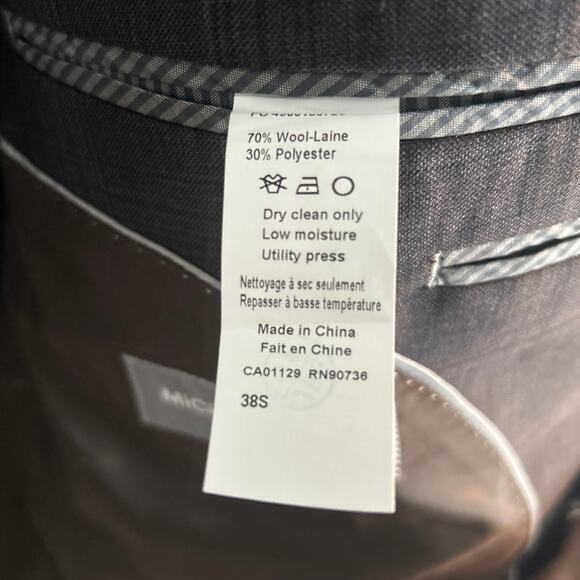 70% Wool-Laine
30% Polyester
Dry clean only
Low moisture
Utility press
Nettoyage à sec seulement
Repasser à basse température
Made in China
Fait en Chine
CA01129 RN90736
38S